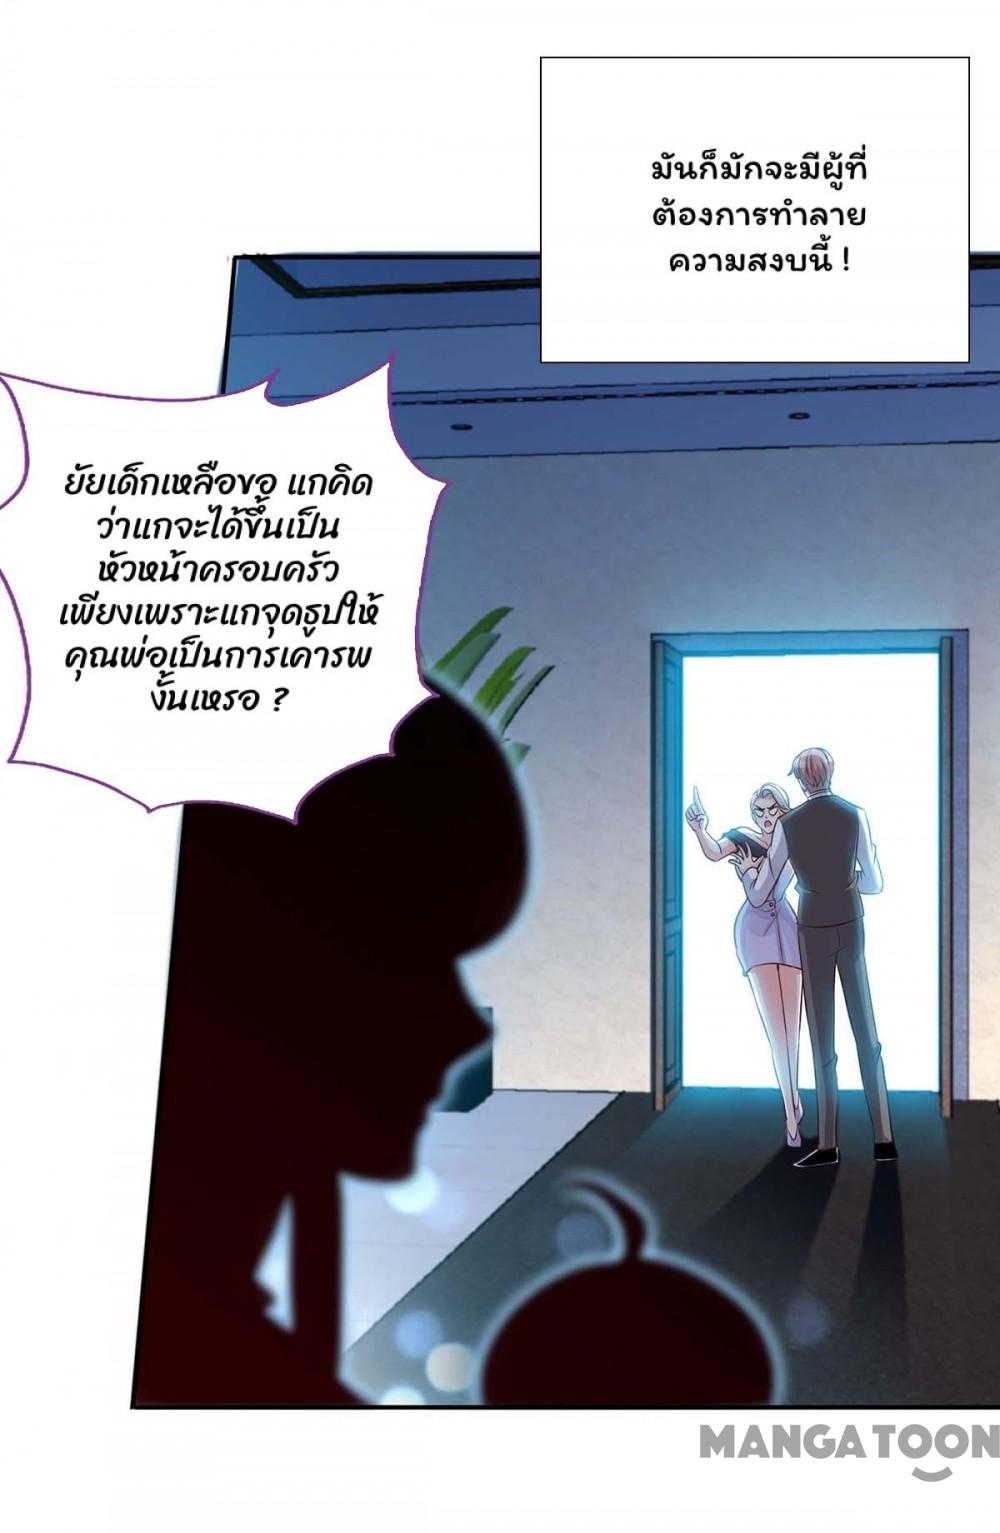 มันก็มักจะมีผู้ที่
ต้องการทำลาย
ความสงบนี้ !
ยัยเด็กเหลือขอ แกคิด
ว่าแกจะได้ขึ้นเป็น
หัวหน้าครอบครัว
เพียงเพราะแกจุดธูปให้
คุณพ่อเป็นการเคารพ
งั้นเหรอ ?
MANGATOON